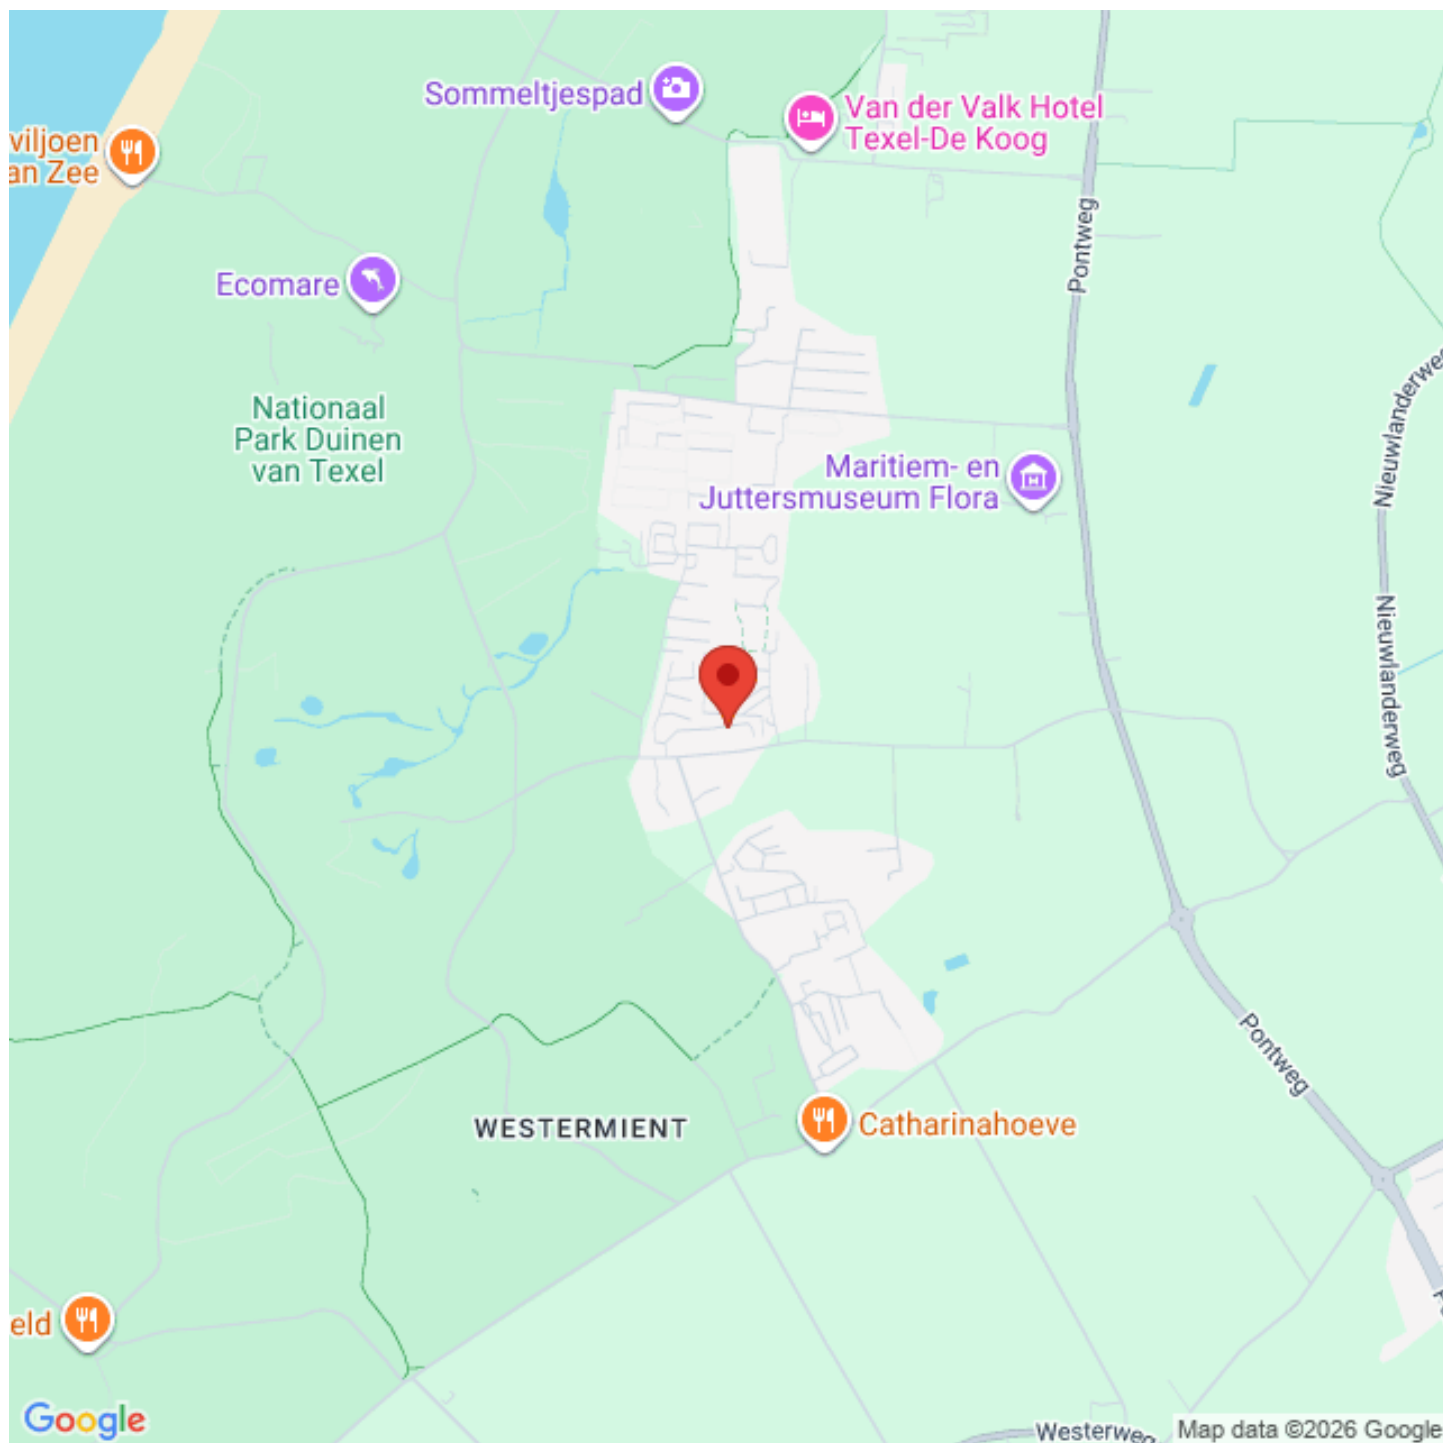 Sommeltjespad
Van der Valk Hotel
Texel-De Koog
viljoen
an Zee
Pontweg
Ecomare
Nieuwlanderweg
Nationaal
Park Duinen
van Texel
Maritiem- en
Juttersmuseum Flora
Nieuwlanderweg
Pontweg
WESTERMIENT
Catharinahoeve
eld
Google
Westerweg
Map data ©2026 Google